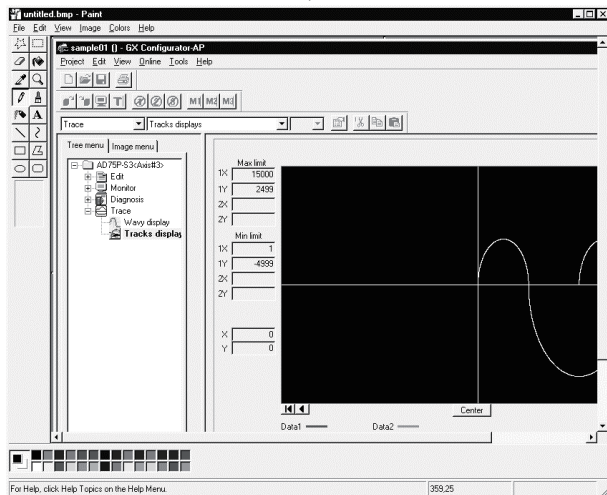 untitled.bmp - Paint
File Edit View Image Colors Help
sample01 () - GX Configurator-AP
Project Edit View Online Tools Help
M1 M2 M3
Trace Tracks displays
Tree menu Image menu
AD75P-S3<Axis#3>
Edit
Monitor
Diagnosis
Trace
Wavy display
Tracks displays
Max limit
1X 15000
1Y 2499
2X
2Y
Min limit
1X 1
1Y -4999
2X
2Y
X 0
Y 0
Center
Data1 Data2
For Help, click Help Topics on the Help Menu. 359,25